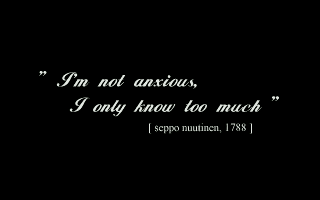 " I'm not anxious,
I only know too much "
[ seppo nuutinen, 1788 ]